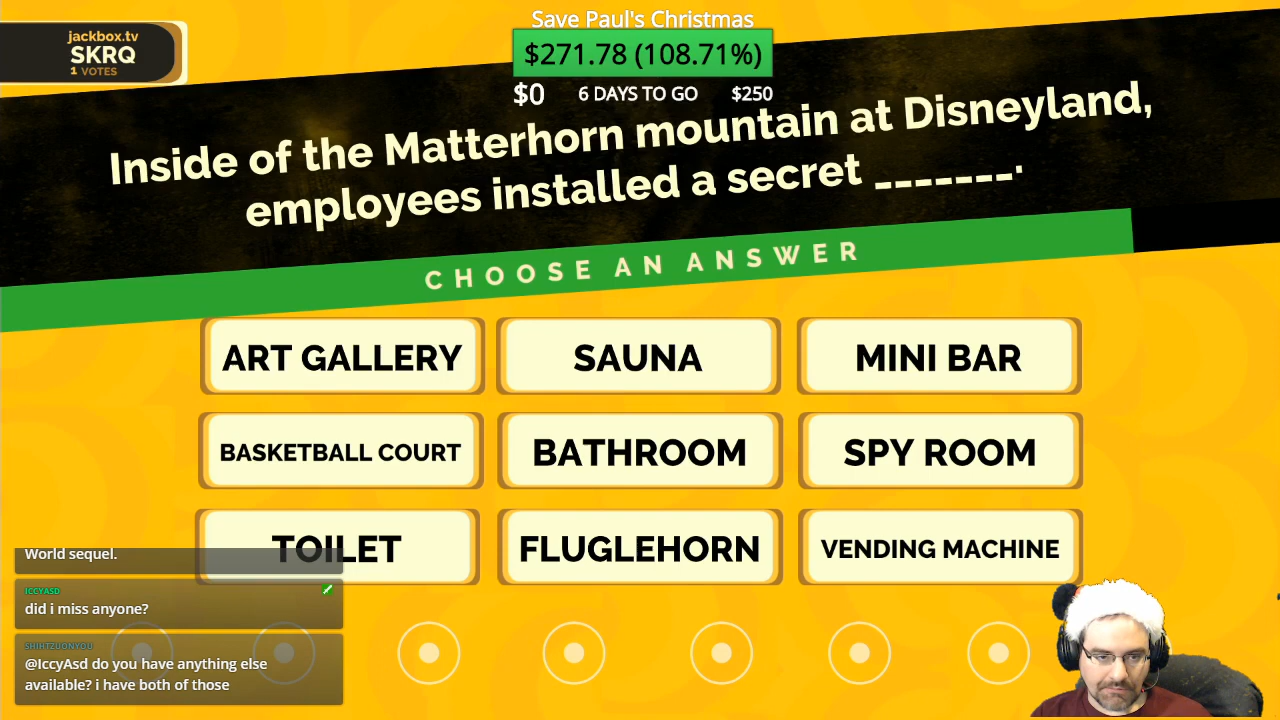 jackbox.tv
SKRQ
1 VOTES
Save Paul's Christmas
$271.78 (108.71%)
$0 6 DAYS TO GO $250
Inside of the Matterhorn mountain at Disneyland,
employees installed a secret _______.
CHOOSE AN ANSWER
ART GALLERY SAUNA MINI BAR
BASKETBALL COURT BATHROOM SPY ROOM
TOILET FLUGLEHORN VENDING MACHINE
World sequel.
ICCYASD
did i miss anyone?
SHIRTZUONYOU
@IccyAsd do you have anything else
available? i have both of those